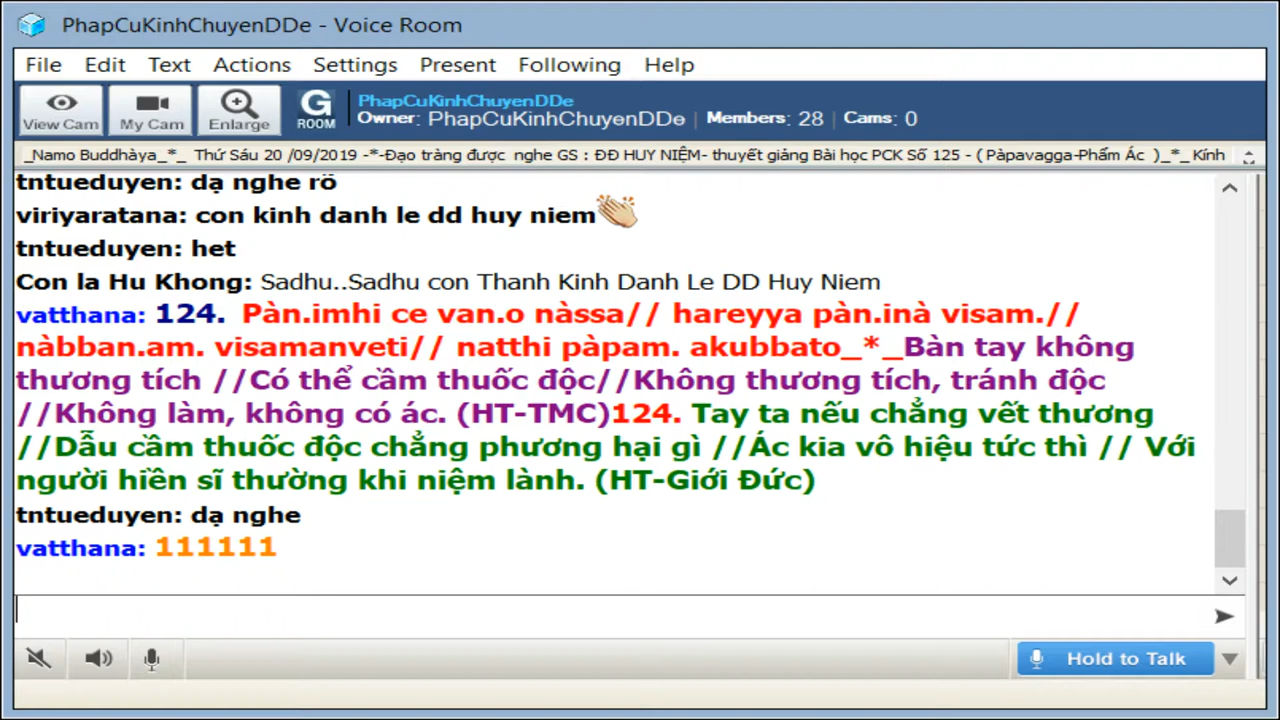 PhapCuKinhChuyenDDe - Voice Room
File Edit Text Actions Settings Present Following Help
View Cam My Cam Enlarge G ROOM PhapCuKinhChuyenDDe
Owner: PhapCuKinhChuyenDDe | Members: 28 | Cams: 0
_Namo Buddhàya_*_ Thứ Sáu 20 /09/2019 -*-Đạo tràng được nghe GS : ĐĐ HUY NIỆM- thuyết giảng Bài học PCK Số 125 - ( Pàpavagga-Phẩm Ác )_*_ Kính
tntueduyen: dạ nghe rõ
viriyaratana: con kinh danh le dd huy niem
tntueduyen: het
Con la Hu Khong: Sadhu..Sadhu con Thanh Kinh Danh Le DD Huy Niem
vatthana: 124. Pàn.imhi ce van.o nàssa// hareyya pàn.inà visam.//
nàbban.am. visamanveti// natthi pàpam. akubbato_*_Bàn tay không
thương tích //Có thể cầm thuốc độc//Không thương tích, tránh độc
//Không làm, không có ác. (HT-TMC)124. Tay ta nếu chẳng vết thương
//Dẫu cầm thuốc độc chẳng phương hại gì //Ác kia vô hiệu tức thì // Với
người hiền sĩ thường khi niệm lành. (HT-Giới Đức)
tntueduyen: dạ nghe
vatthana: 111111
Hold to Talk